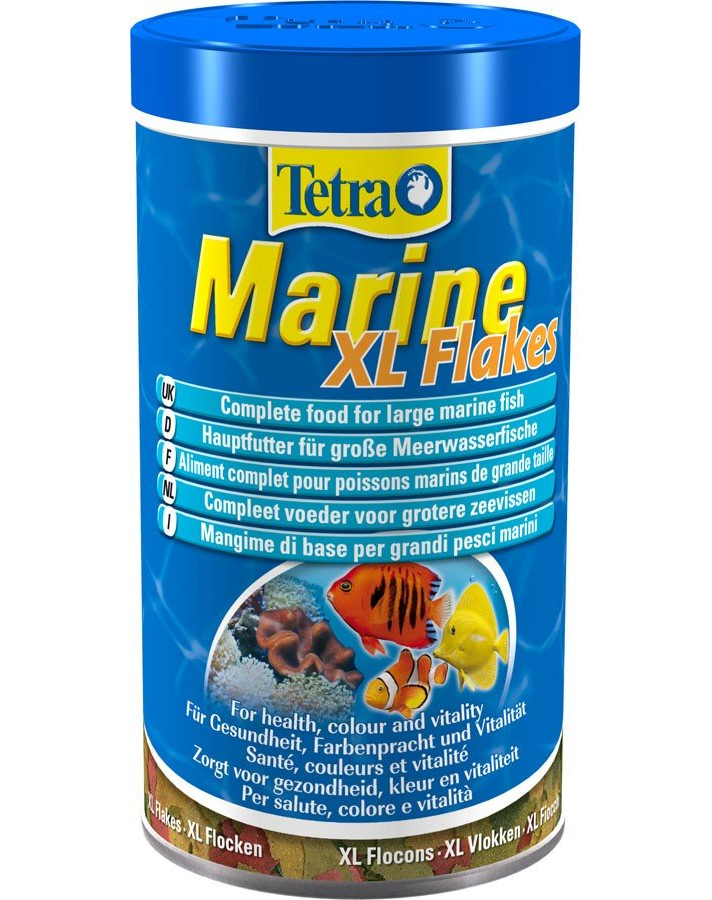 Tetra
Marine
XL Flakes
UK Complete food for large marine fish
D Hauptfutter für große Meerwasserfische
F Aliment complet pour poissons marins de grande taille
NL Compleet voeder voor grotere zeevissen
I Mangime di base per grandi pesci marini
For health, colour and vitality
Für Gesundheit, Farbenpracht und Vitalität
Santé, couleurs et vitalité
Zorgt voor gezondheid, kleur en vitaliteit
Per salute, colore e vitalità
XL Flakes · XL Flocken
XL Flocons · XL Vlokken · XL Fiocchi